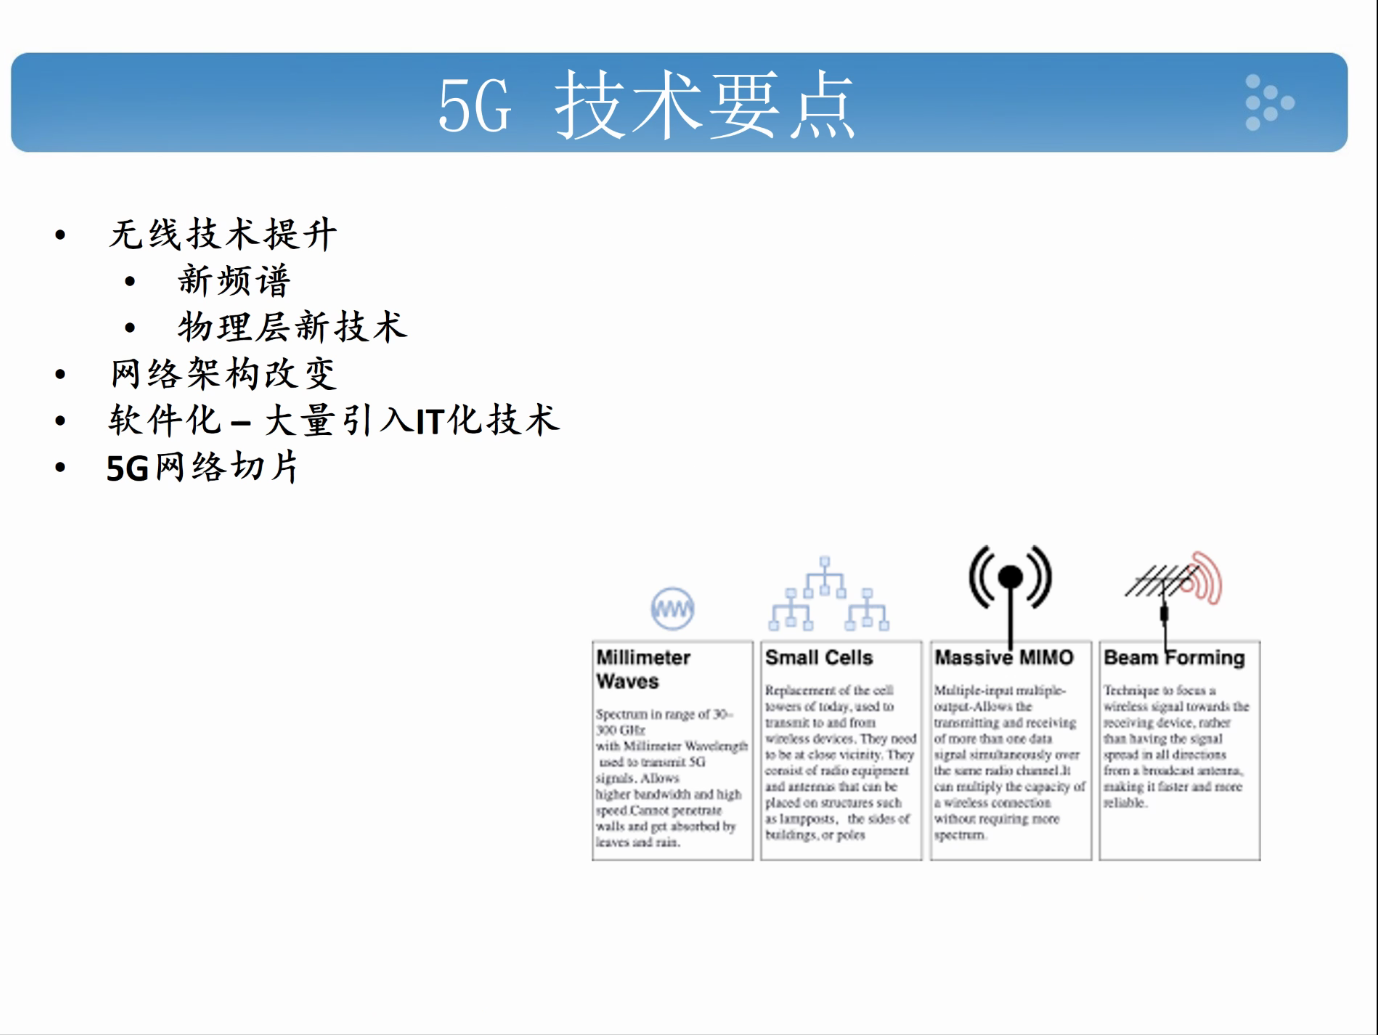 5G 技术要点
• 无线技术提升
• 新频谱
• 物理层新技术
• 网络架构改变
• 软件化 – 大量引入IT化技术
• 5G网络切片
Millimeter
Waves
Spectrum in range of 30–
300 GHz
with Millimeter Wavelength
used to transmit 5G
signals. Allows
higher bandwidth and high
speed.Cannot penetrate
walls and get absorbed by
leaves and rain.
Small Cells
Replacement of the cell
towers of today, used to
transmit to and from
wireless devices. They need
to be at close vicinity. They
consist of radio equipment
and antennas that can be
placed on structures such
as lampposts, the sides of
buildings, or poles
Massive MIMO
Multiple-input multiple-
output-Allows the
transmitting and receiving
of more than one data
signal simultaneously over
the same radio channel.It
can multiply the capacity of
a wireless connection
without requiring more
spectrum.
Beam Forming
Technique to focus a
wireless signal towards the
receiving device, rather
than having the signal
spread in all directions
from a broadcast antenna,
making it faster and more
reliable.